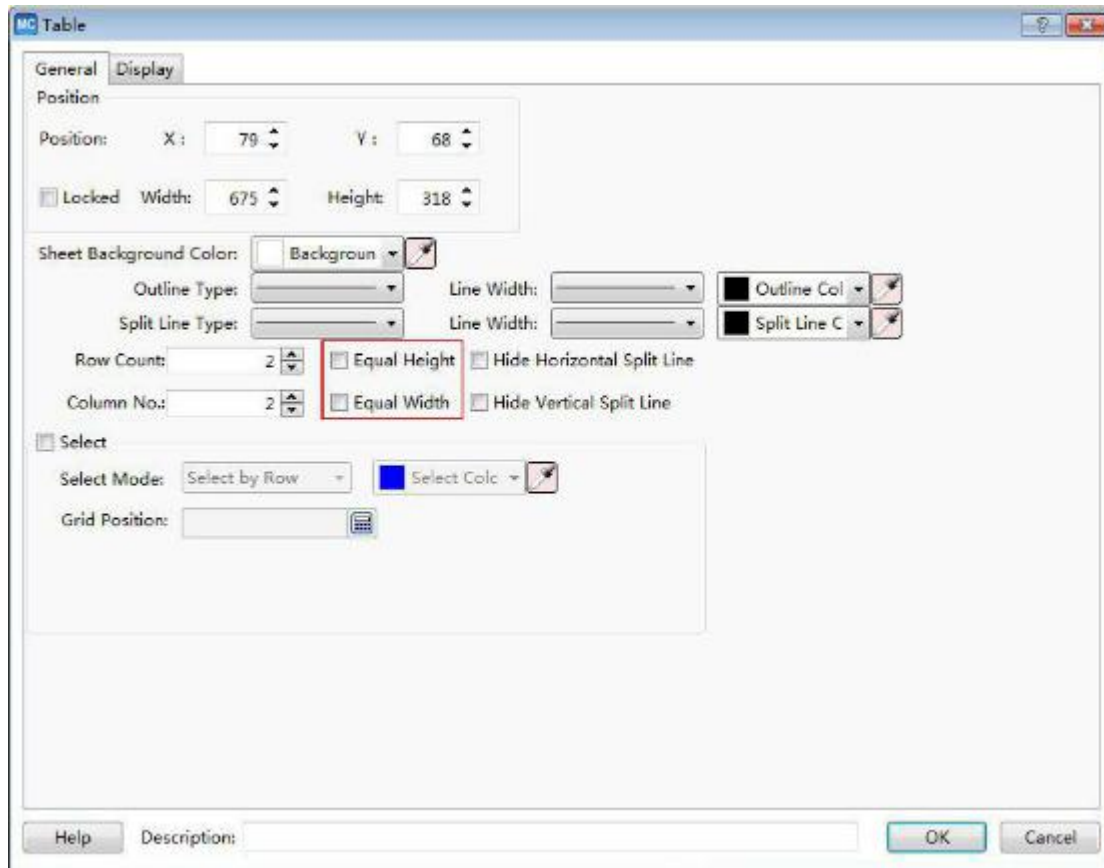 MC Table
General Display
Position
Position: X: 79 Y: 68
Locked Width: 675 Height: 318
Sheet Background Color: Backgroun
Outline Type: Line Width: Outline Col
Split Line Type: Line Width: Split Line C
Row Count: 2 Equal Height Hide Horizontal Split Line
Column No.: 2 Equal Width Hide Vertical Split Line
Select
Select Mode: Select by Row Select Colc
Grid Position:
Help Description: OK Cancel